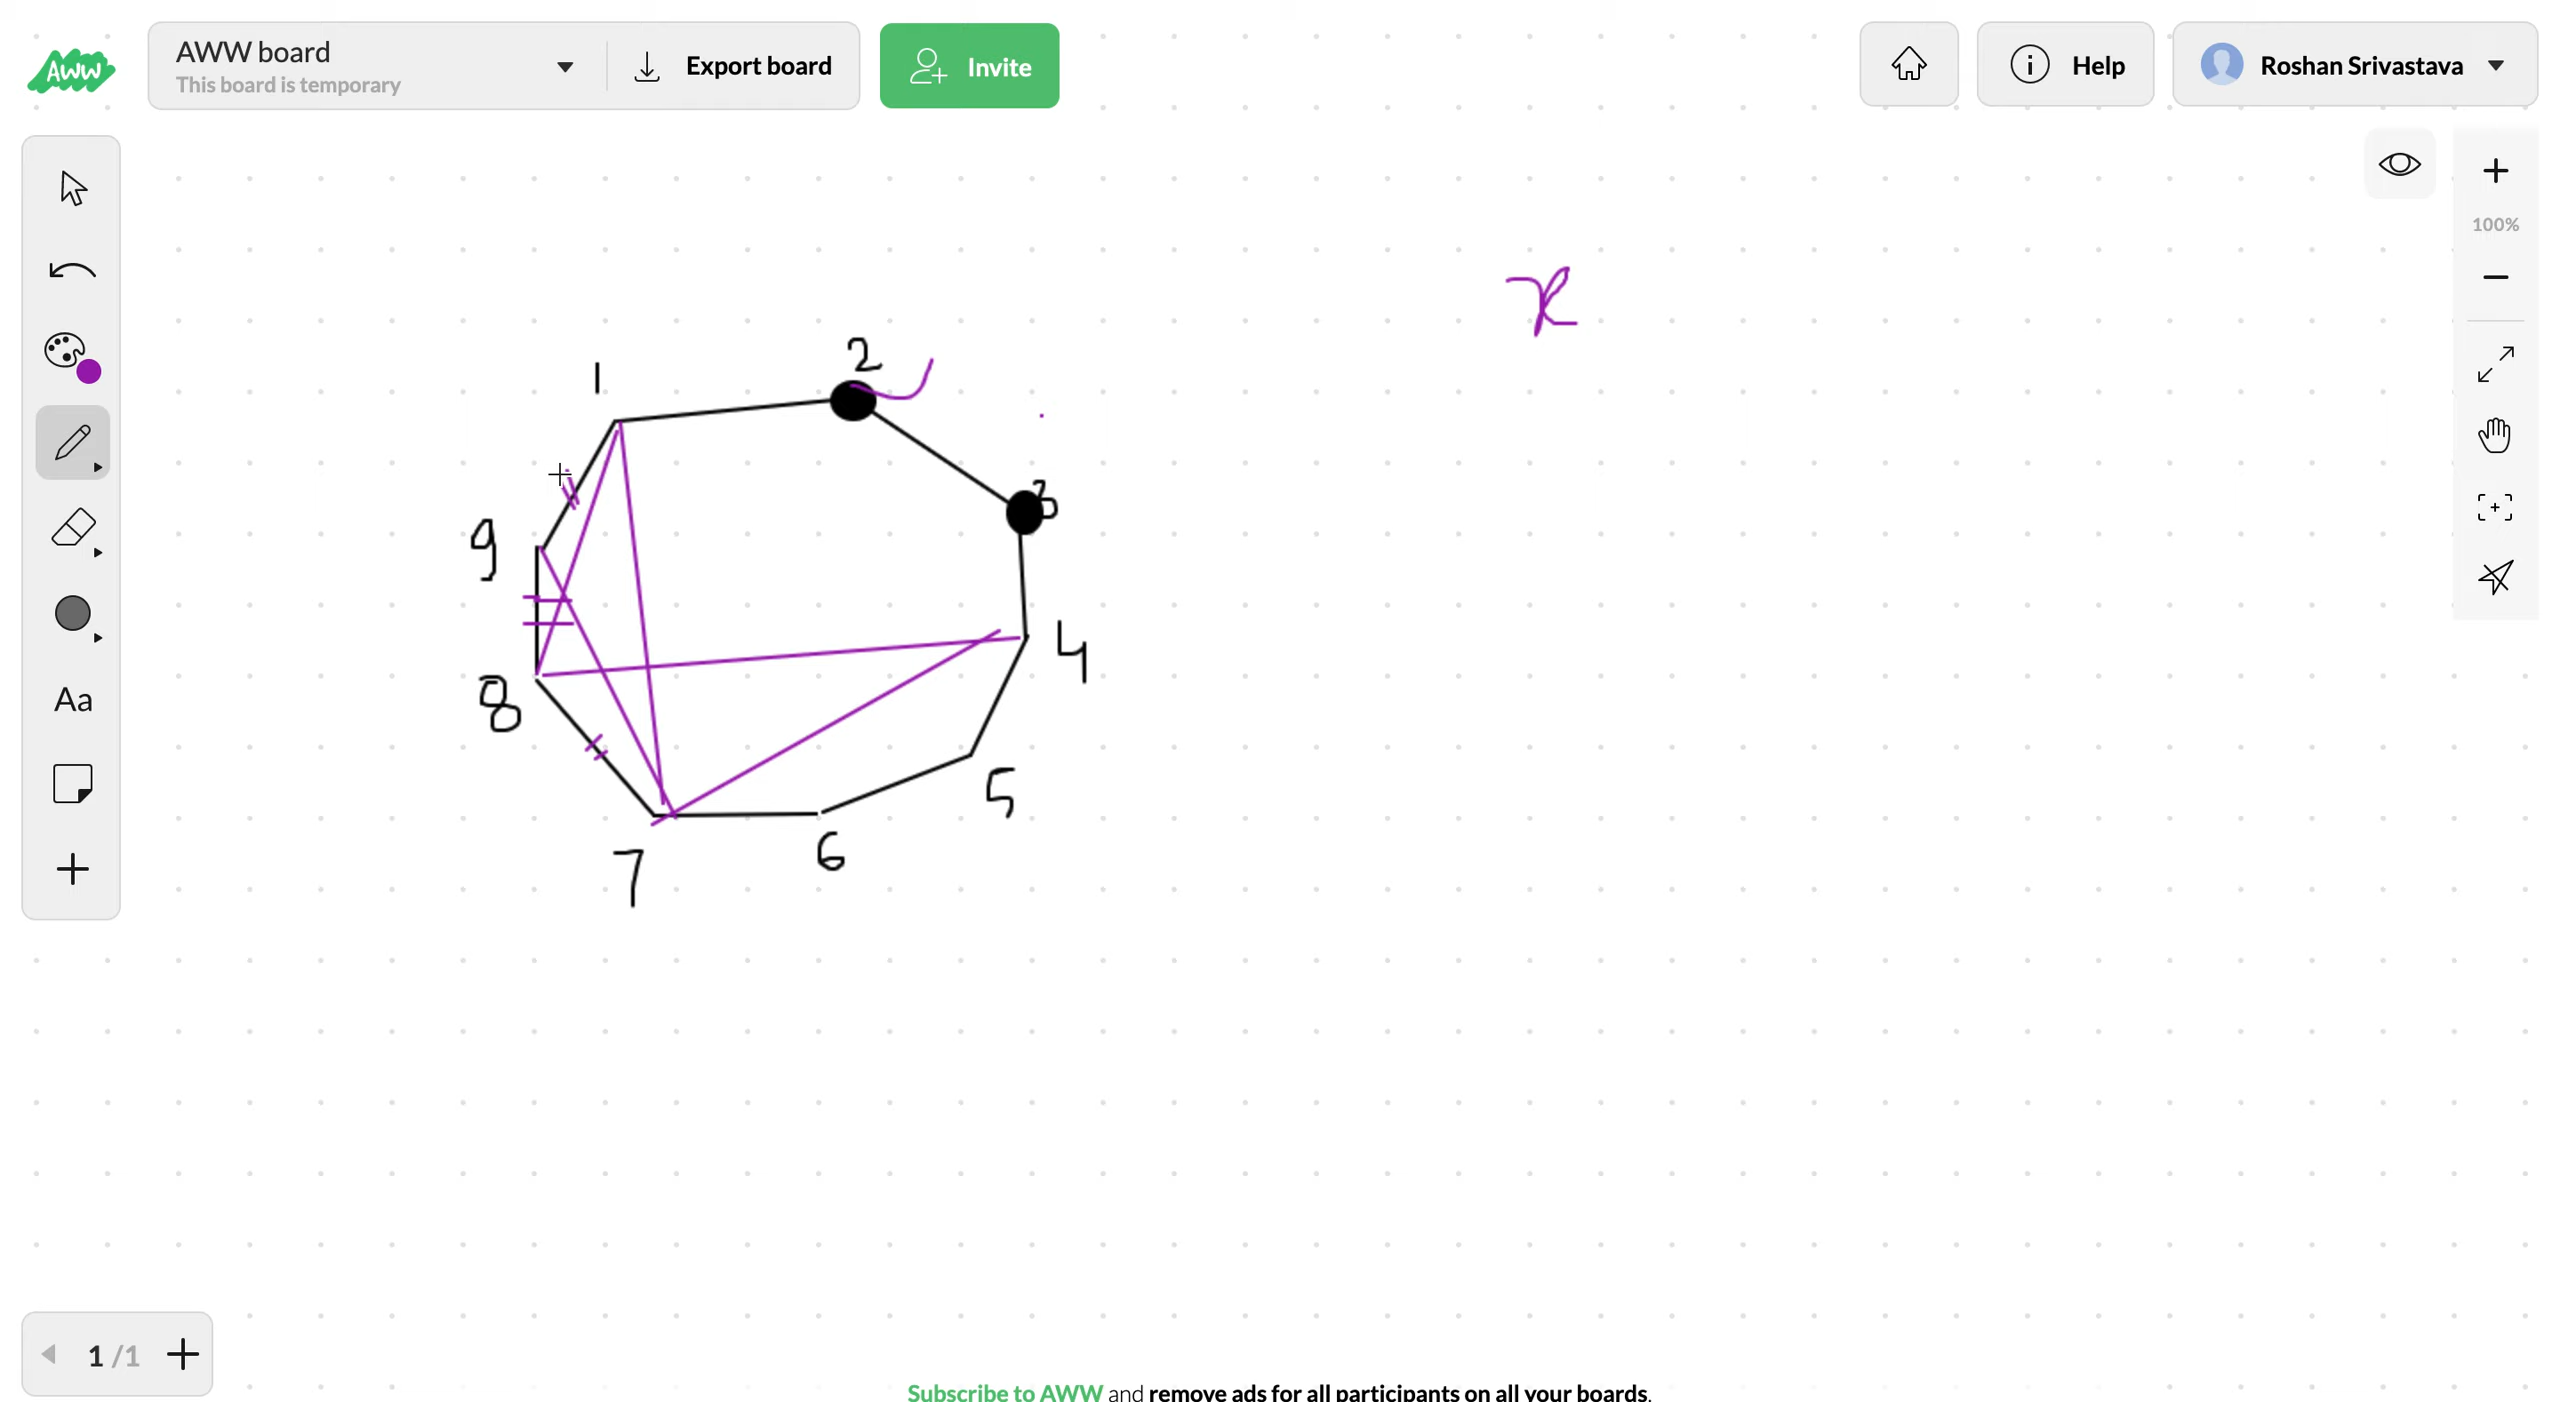 AWW
AWW board
This board is temporary
Export board
Invite
Help
Roshan Srivastava
100%
x
1
2
3
4
5
6
7
8
9
Aa
1 /1
Subscribe to AWW and remove ads for all participants on all your boards.